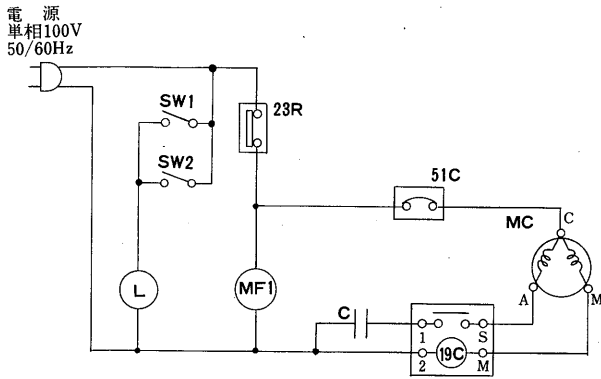 電 源
単相100V
50/60Hz
SW1
SW2
23R
51C
MC
C
A
M
L
MF1
C
1
S
2
19C
M